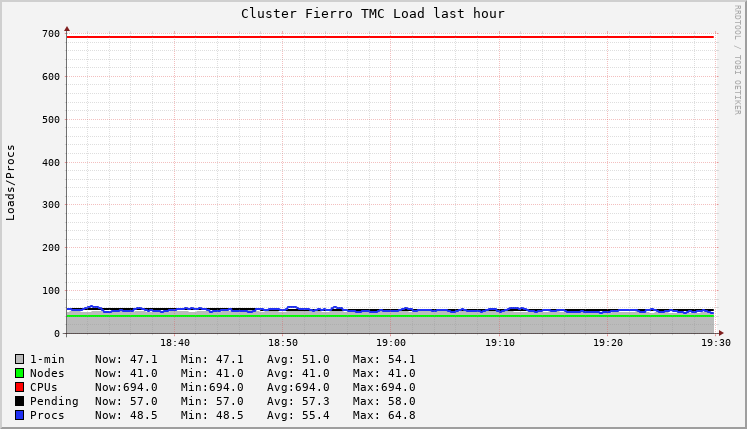 Cluster Fierro TMC Load last hour
RRDTOOL / TOBI OETIKER
Loads/Procs
700
600
500
400
300
200
100
0
18:40 18:50 19:00 19:10 19:20 19:30
1-min Now: 47.1 Min: 47.1 Avg: 51.0 Max: 54.1
Nodes Now: 41.0 Min: 41.0 Avg: 41.0 Max: 41.0
CPUs Now:694.0 Min:694.0 Avg:694.0 Max:694.0
Pending Now: 57.0 Min: 57.0 Avg: 57.3 Max: 58.0
Procs Now: 48.5 Min: 48.5 Avg: 55.4 Max: 64.8